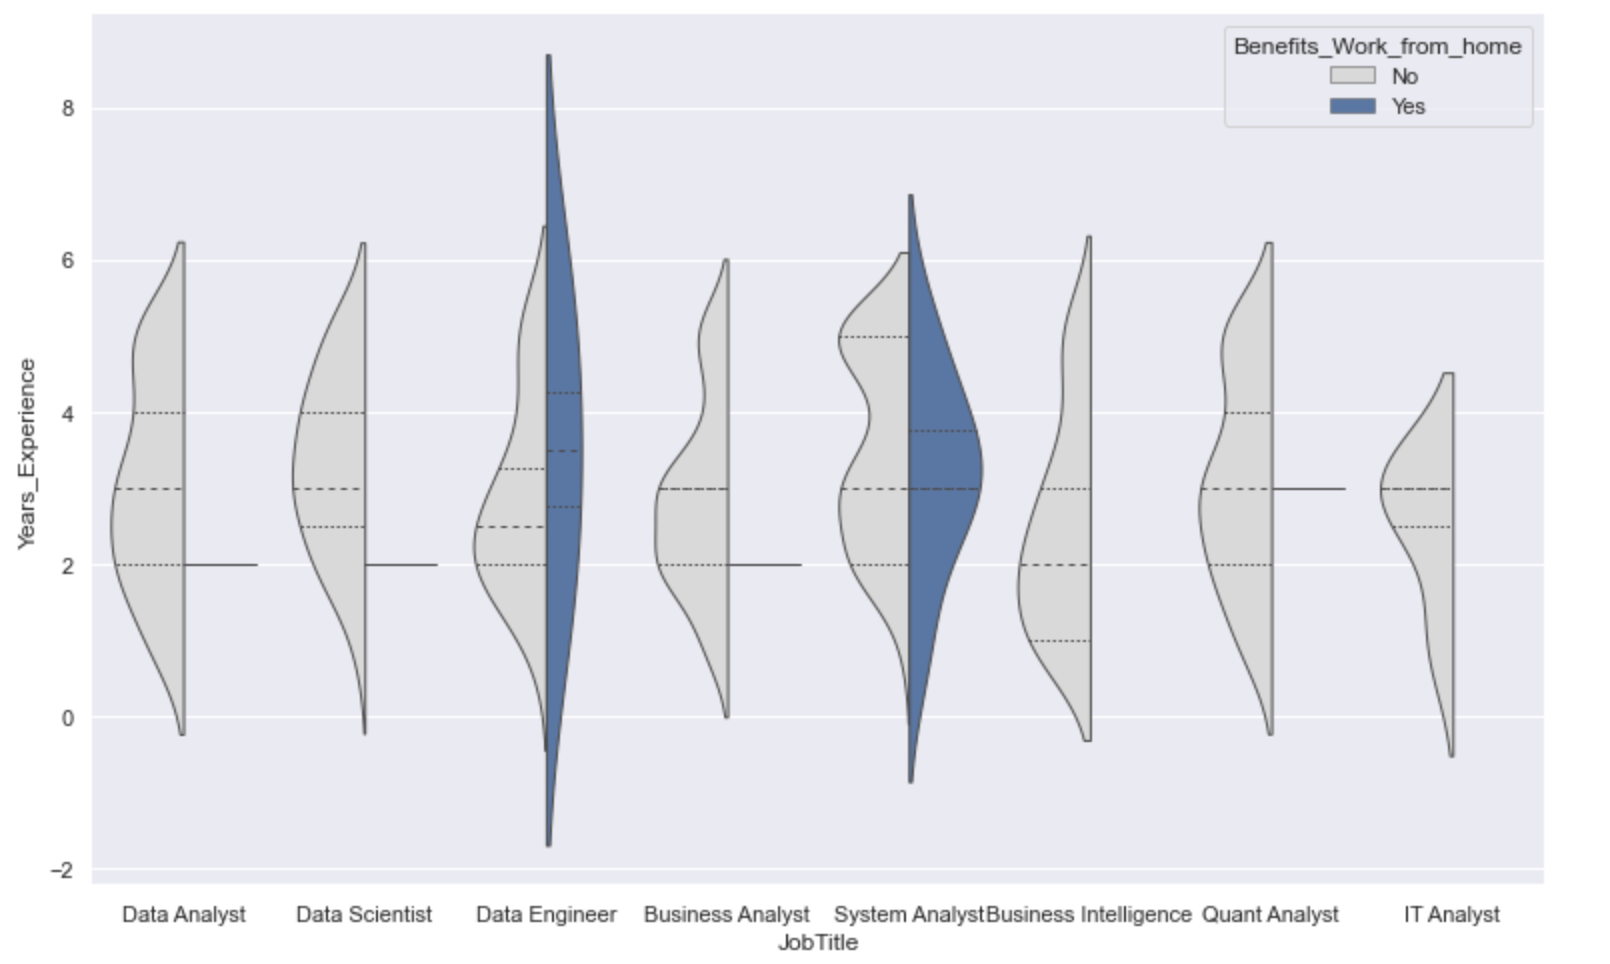 Benefits_Work_from_home
No
Yes
8
6
4
2
0
−2
Years_Experience
Data Analyst
Data Scientist
Data Engineer
Business Analyst
System Analyst
Business Intelligence
Quant Analyst
IT Analyst
JobTitle